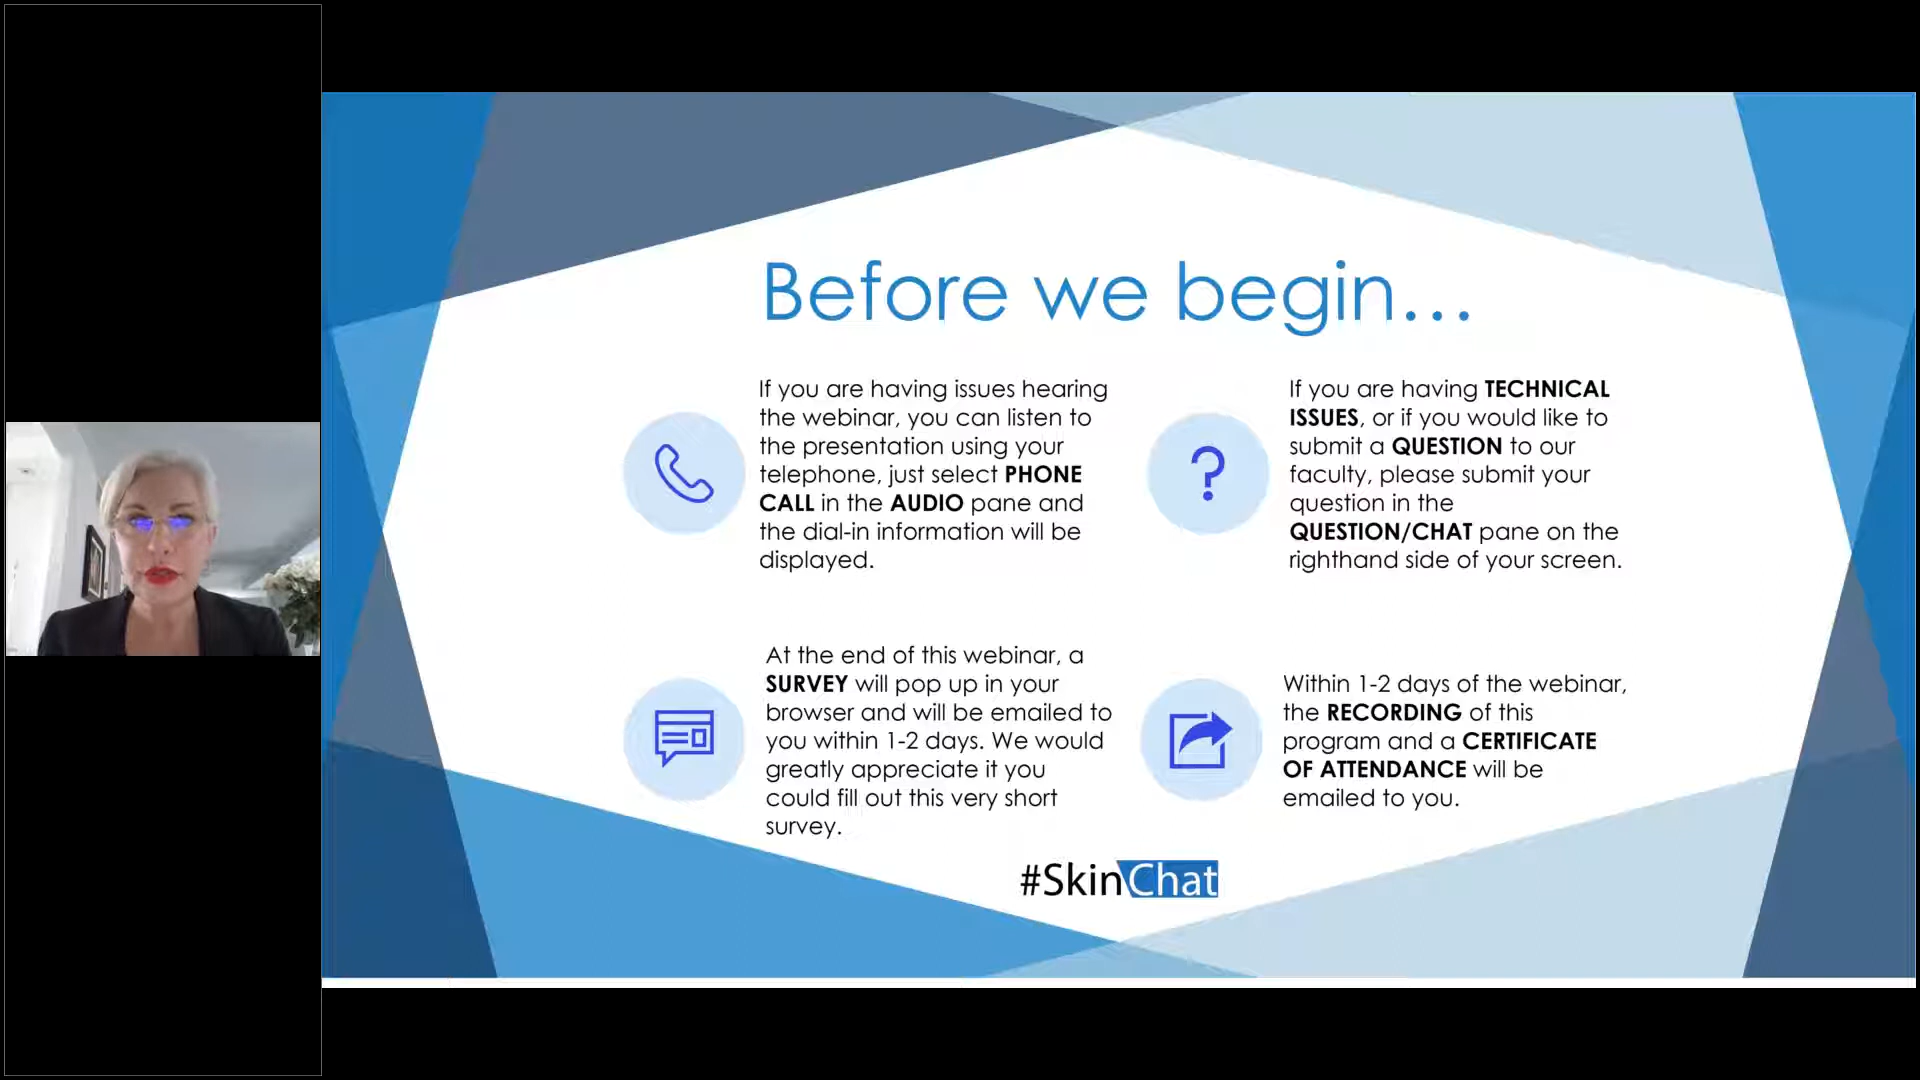 Before we begin...
If you are having issues hearing
the webinar, you can listen to
the presentation using your
telephone, just select PHONE
CALL in the AUDIO pane and
the dial-in information will be
displayed.
If you are having TECHNICAL
ISSUES, or if you would like to
submit a QUESTION to our
faculty, please submit your
question in the
QUESTION/CHAT pane on the
righthand side of your screen.
At the end of this webinar, a
SURVEY will pop up in your
browser and will be emailed to
you within 1-2 days. We would
greatly appreciate it you
could fill out this very short
survey.
Within 1-2 days of the webinar,
the RECORDING of this
program and a CERTIFICATE
OF ATTENDANCE will be
emailed to you.
#SkinChat